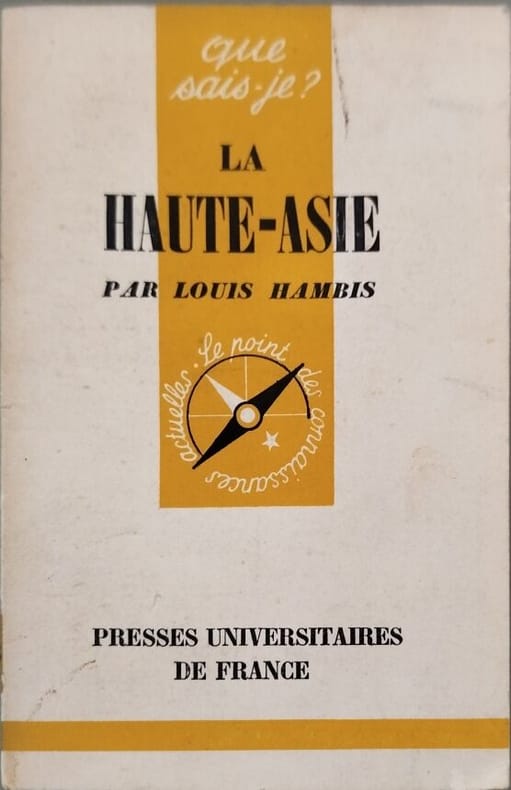 que
sais-je?
LA
HAUTE-ASIE
PAR LOUIS HAMBIS
Le point des connaissances actuelles.
PRESSES UNIVERSITAIRES
DE FRANCE